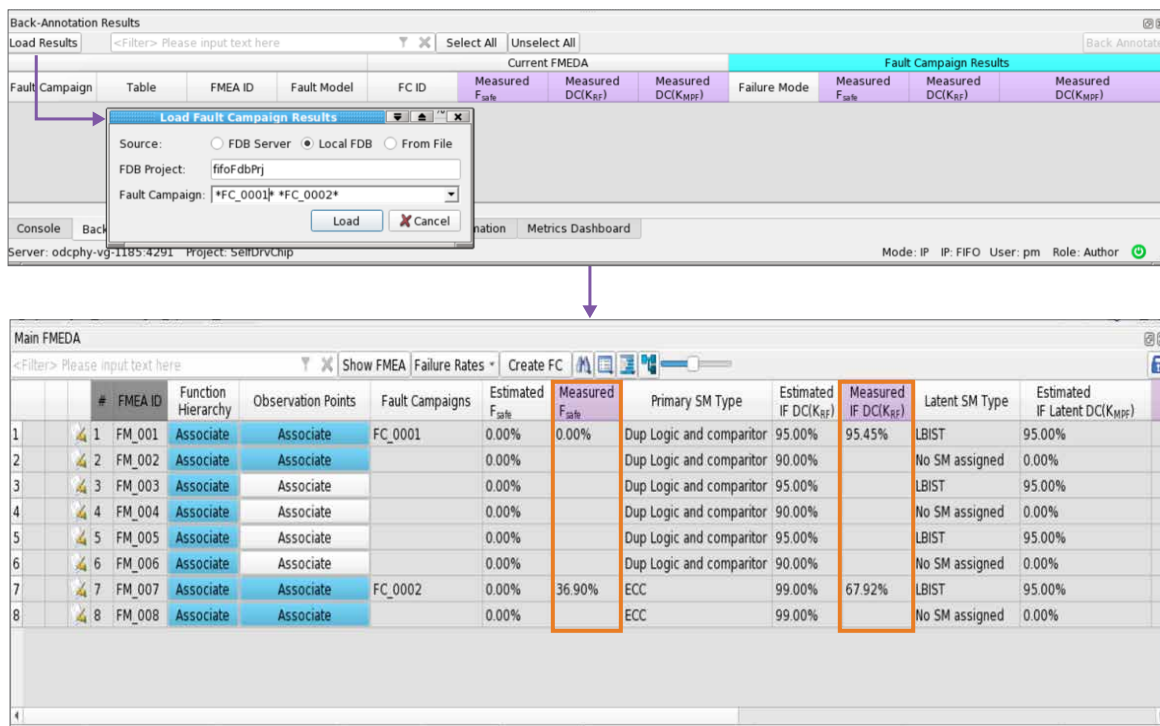 Back-Annotation Results
Load Results <Filter> Please input text here Select All Unselect All Back Annotate
Current FMEDA Fault Campaign Results
Fault Campaign Table FMEA ID Fault Model FC ID Measured Fsafe Measured DC(KRF) Measured DC(KMPF) Failure Mode Measured Fsafe Measured DC(KRF) Measured DC(KMPF)
Load Fault Campaign Results
Source: FDB Server Local FDB From File
FDB Project: fifoFdbPrj
Fault Campaign: *FC_0001* *FC_0002*
Load Cancel
Console Back nation Metrics Dashboard
Server: odcphy-vg-1185:4291 Project: SelfDrvChip Mode: IP IP: FIFO User: pm Role: Author
Main FMEDA
<Filter> Please input text here Show FMEA Failure Rates Create FC
# FMEA ID Function Hierarchy Observation Points Fault Campaigns Estimated Fsafe Measured Fsafe Primary SM Type Estimated IF DC(KRF) Measured IF DC(KRF) Latent SM Type Estimated IF Latent DC(KMPF)
1 1 FM_001 Associate Associate FC_0001 0.00% 0.00% Dup Logic and comparitor 95.00% 95.45% LBIST 95.00%
2 2 FM_002 Associate Associate 0.00% Dup Logic and comparitor 90.00% No SM assigned 0.00%
3 3 FM_003 Associate Associate 0.00% Dup Logic and comparitor 95.00% LBIST 95.00%
4 4 FM_004 Associate Associate 0.00% Dup Logic and comparitor 90.00% No SM assigned 0.00%
5 5 FM_005 Associate Associate 0.00% Dup Logic and comparitor 95.00% LBIST 95.00%
6 6 FM_006 Associate Associate 0.00% Dup Logic and comparitor 90.00% No SM assigned 0.00%
7 7 FM_007 Associate Associate FC_0002 0.00% 36.90% ECC 99.00% 67.92% LBIST 95.00%
8 8 FM_008 Associate Associate 0.00% ECC 99.00% No SM assigned 0.00%